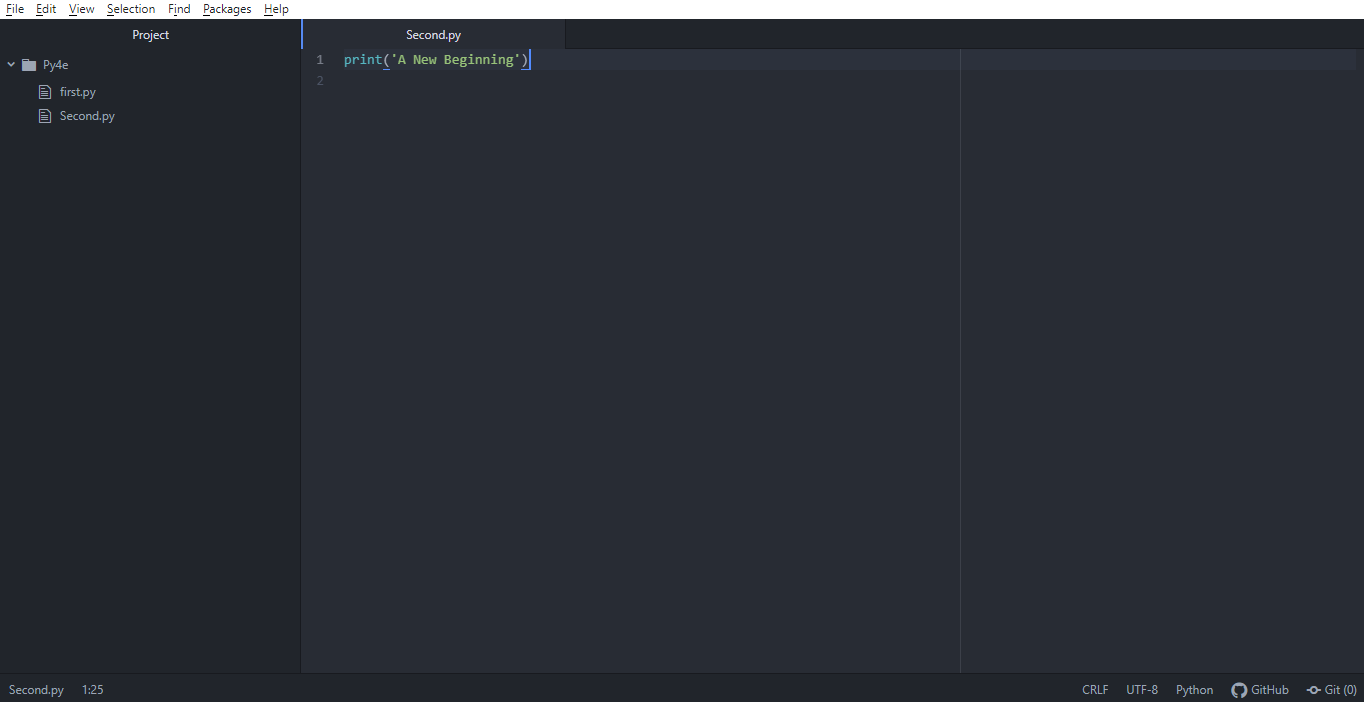 File Edit View Selection Find Packages Help
Project
Second.py
Py4e
first.py
Second.py
1 print('A New Beginning')
2
Second.py 1:25 CRLF UTF-8 Python GitHub Git (0)